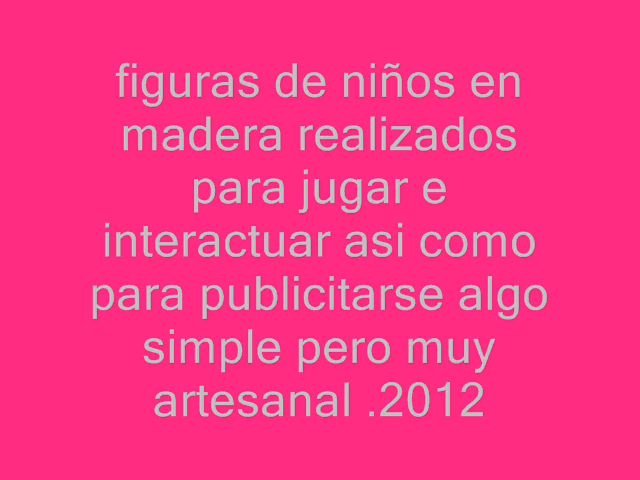 figuras de niños en
madera realizados
para jugar e
interactuar asi como
para publicitarse algo
simple pero muy
artesanal .2012